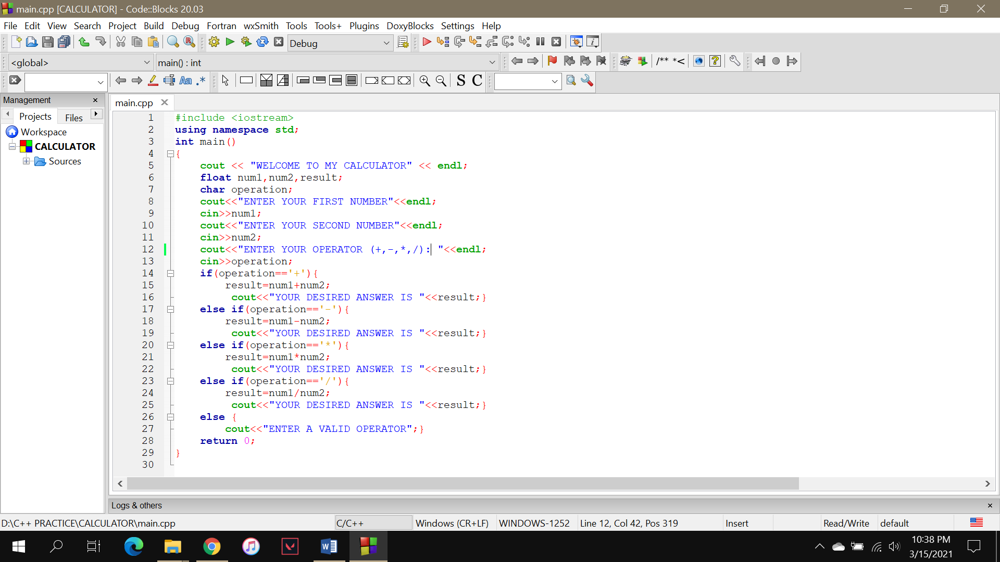 main.cpp [CALCULATOR] - Code::Blocks 20.03
File Edit View Search Project Build Debug Fortran wxSmith Tools Tools+ Plugins DoxyBlocks Settings Help
Debug
<global>
main() : int
/** *<
Aa .*
S C
Management
Projects Files
Workspace
CALCULATOR
Sources
main.cpp
1 #include <iostream>
2 using namespace std;
3 int main()
4 {
5 cout << "WELCOME TO MY CALCULATOR" << endl;
6 float num1,num2,result;
7 char operation;
8 cout<<"ENTER YOUR FIRST NUMBER"<<endl;
9 cin>>num1;
10 cout<<"ENTER YOUR SECOND NUMBER"<<endl;
11 cin>>num2;
12 cout<<"ENTER YOUR OPERATOR (+,-,*,/): "<<endl;
13 cin>>operation;
14 if(operation=='+'){
15 result=num1+num2;
16 cout<<"YOUR DESIRED ANSWER IS "<<result;}
17 else if(operation=='-'){
18 result=num1-num2;
19 cout<<"YOUR DESIRED ANSWER IS "<<result;}
20 else if(operation=='*'){
21 result=num1*num2;
22 cout<<"YOUR DESIRED ANSWER IS "<<result;}
23 else if(operation=='/'){
24 result=num1/num2;
25 cout<<"YOUR DESIRED ANSWER IS "<<result;}
26 else {
27 cout<<"ENTER A VALID OPERATOR";}
28 return 0;
29 }
30
Logs & others
D:\C++ PRACTICE\CALCULATOR\main.cpp C/C++ Windows (CR+LF) WINDOWS-1252 Line 12, Col 42, Pos 319 Insert Read/Write default
10:38 PM
3/15/2021